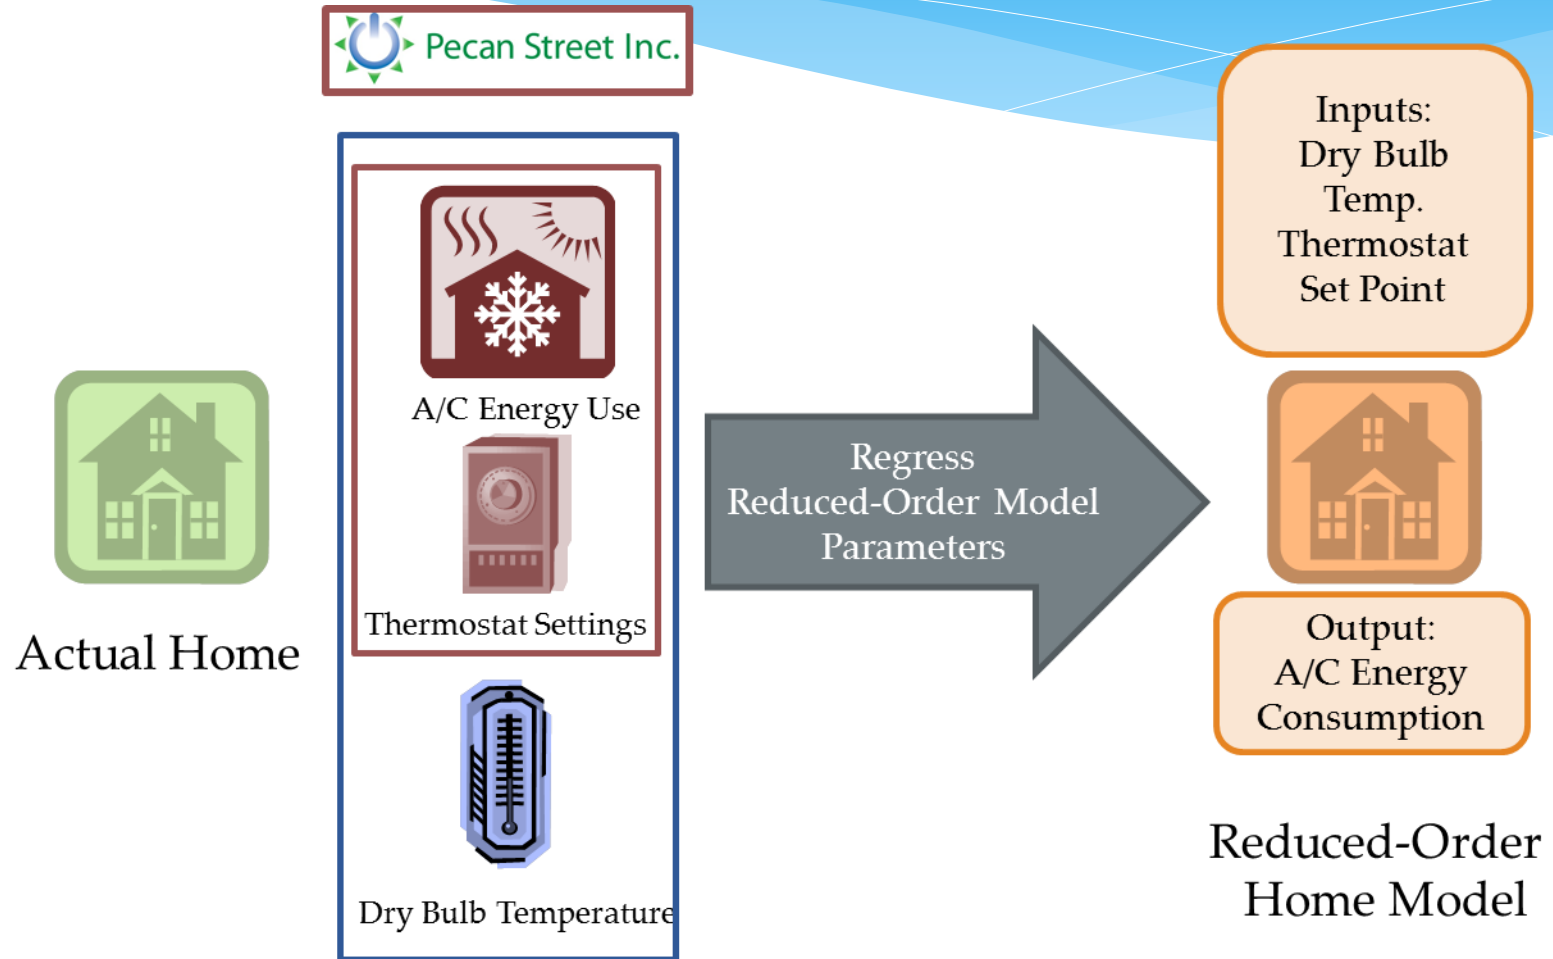 Pecan Street Inc.
Actual Home
A/C Energy Use
Thermostat Settings
Dry Bulb Temperature
Regress
Reduced-Order Model
Parameters
Inputs:
Dry Bulb
Temp.
Thermostat
Set Point
Output:
A/C Energy
Consumption
Reduced-Order
Home Model